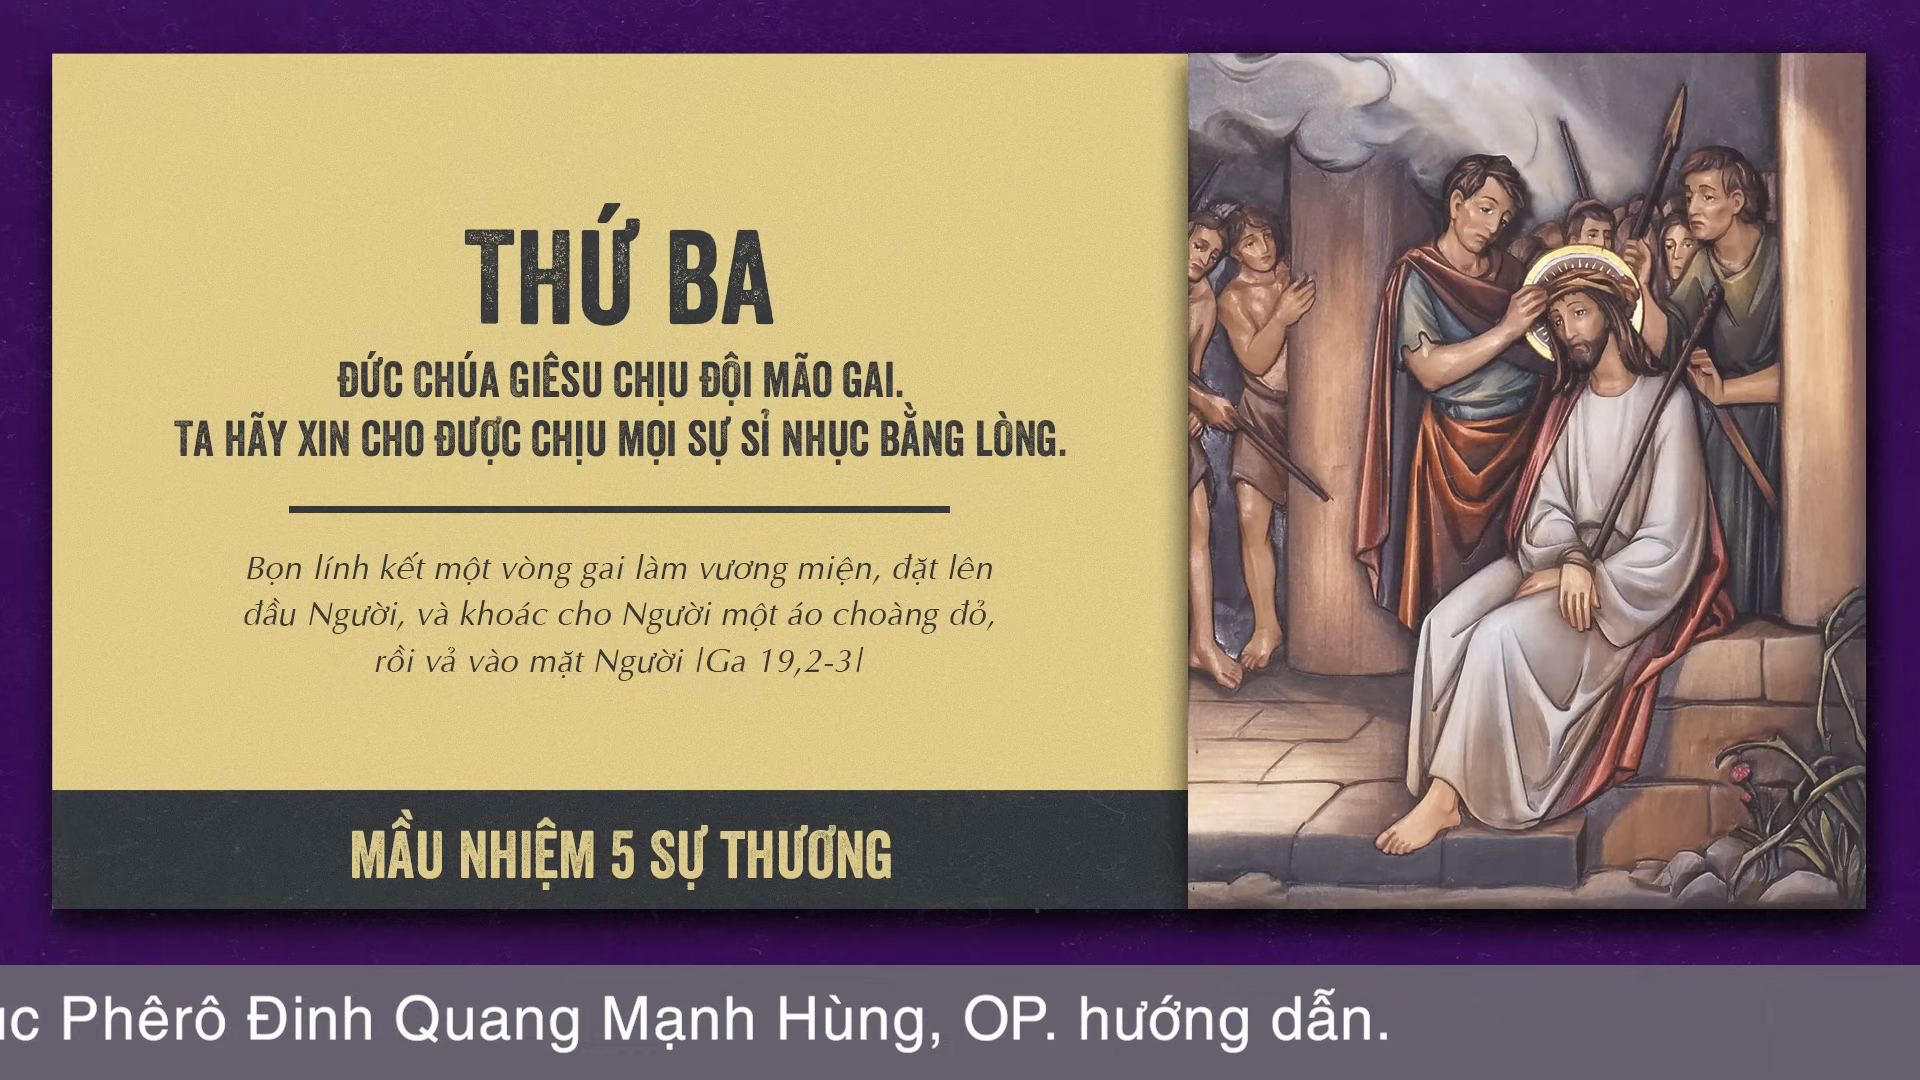 THỨ BA
ĐỨC CHÚA GIÊSU CHỊU ĐỘI MÃO GAI.
TA HÃY XIN CHO ĐƯỢC CHỊU MỌI SỰ SỈ NHỤC BẰNG LÒNG.
Bọn lính kết một vòng gai làm vương miện, đặt lên
đầu Người, và khoác cho Người một áo choàng đỏ,
rồi vả vào mặt Người |Ga 19,2-3|
MẦU NHIỆM 5 SỰ THƯƠNG
Phêrô Đinh Quang Mạnh Hùng, OP. hướng dẫn.